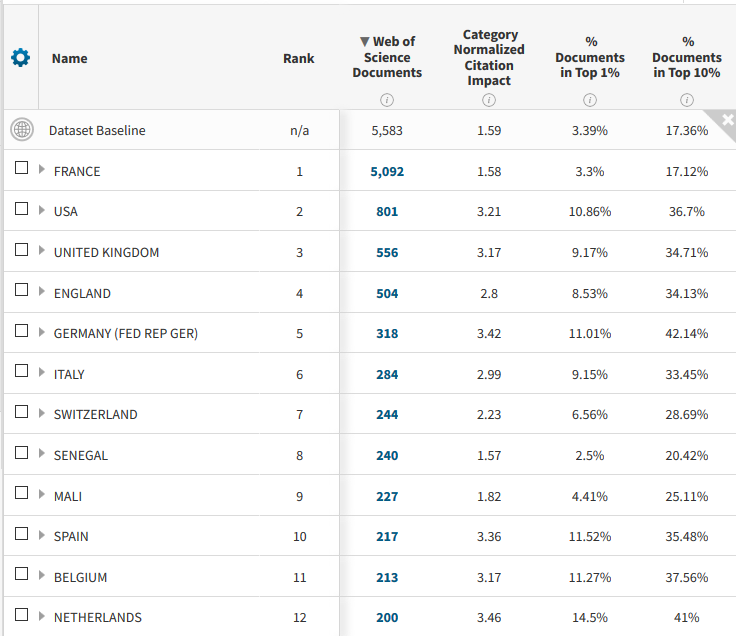 Name Rank ▼ Web of Science Documents Category Normalized Citation Impact % Documents in Top 1% % Documents in Top 10%
Dataset Baseline n/a 5,583 1.59 3.39% 17.36%
FRANCE 1 5,092 1.58 3.3% 17.12%
USA 2 801 3.21 10.86% 36.7%
UNITED KINGDOM 3 556 3.17 9.17% 34.71%
ENGLAND 4 504 2.8 8.53% 34.13%
GERMANY (FED REP GER) 5 318 3.42 11.01% 42.14%
ITALY 6 284 2.99 9.15% 33.45%
SWITZERLAND 7 244 2.23 6.56% 28.69%
SENEGAL 8 240 1.57 2.5% 20.42%
MALI 9 227 1.82 4.41% 25.11%
SPAIN 10 217 3.36 11.52% 35.48%
BELGIUM 11 213 3.17 11.27% 37.56%
NETHERLANDS 12 200 3.46 14.5% 41%